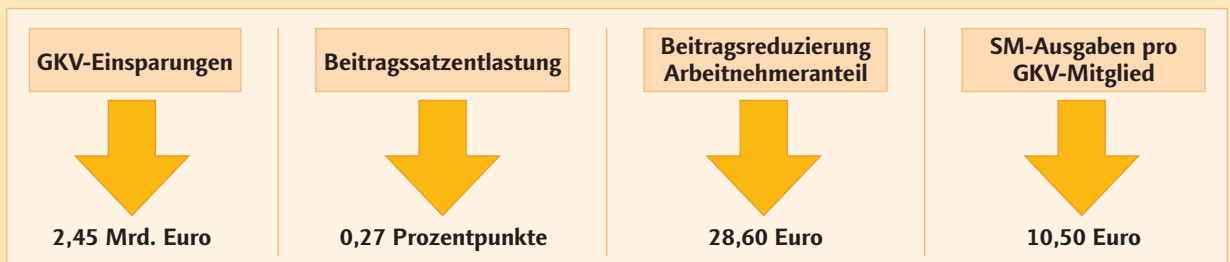 GKV-Einsparungen
2,45 Mrd. Euro
Beitragssatzentlastung
0,27 Prozentpunkte
Beitragsreduzierung
Arbeitnehmeranteil
28,60 Euro
SM-Ausgaben pro
GKV-Mitglied
10,50 Euro